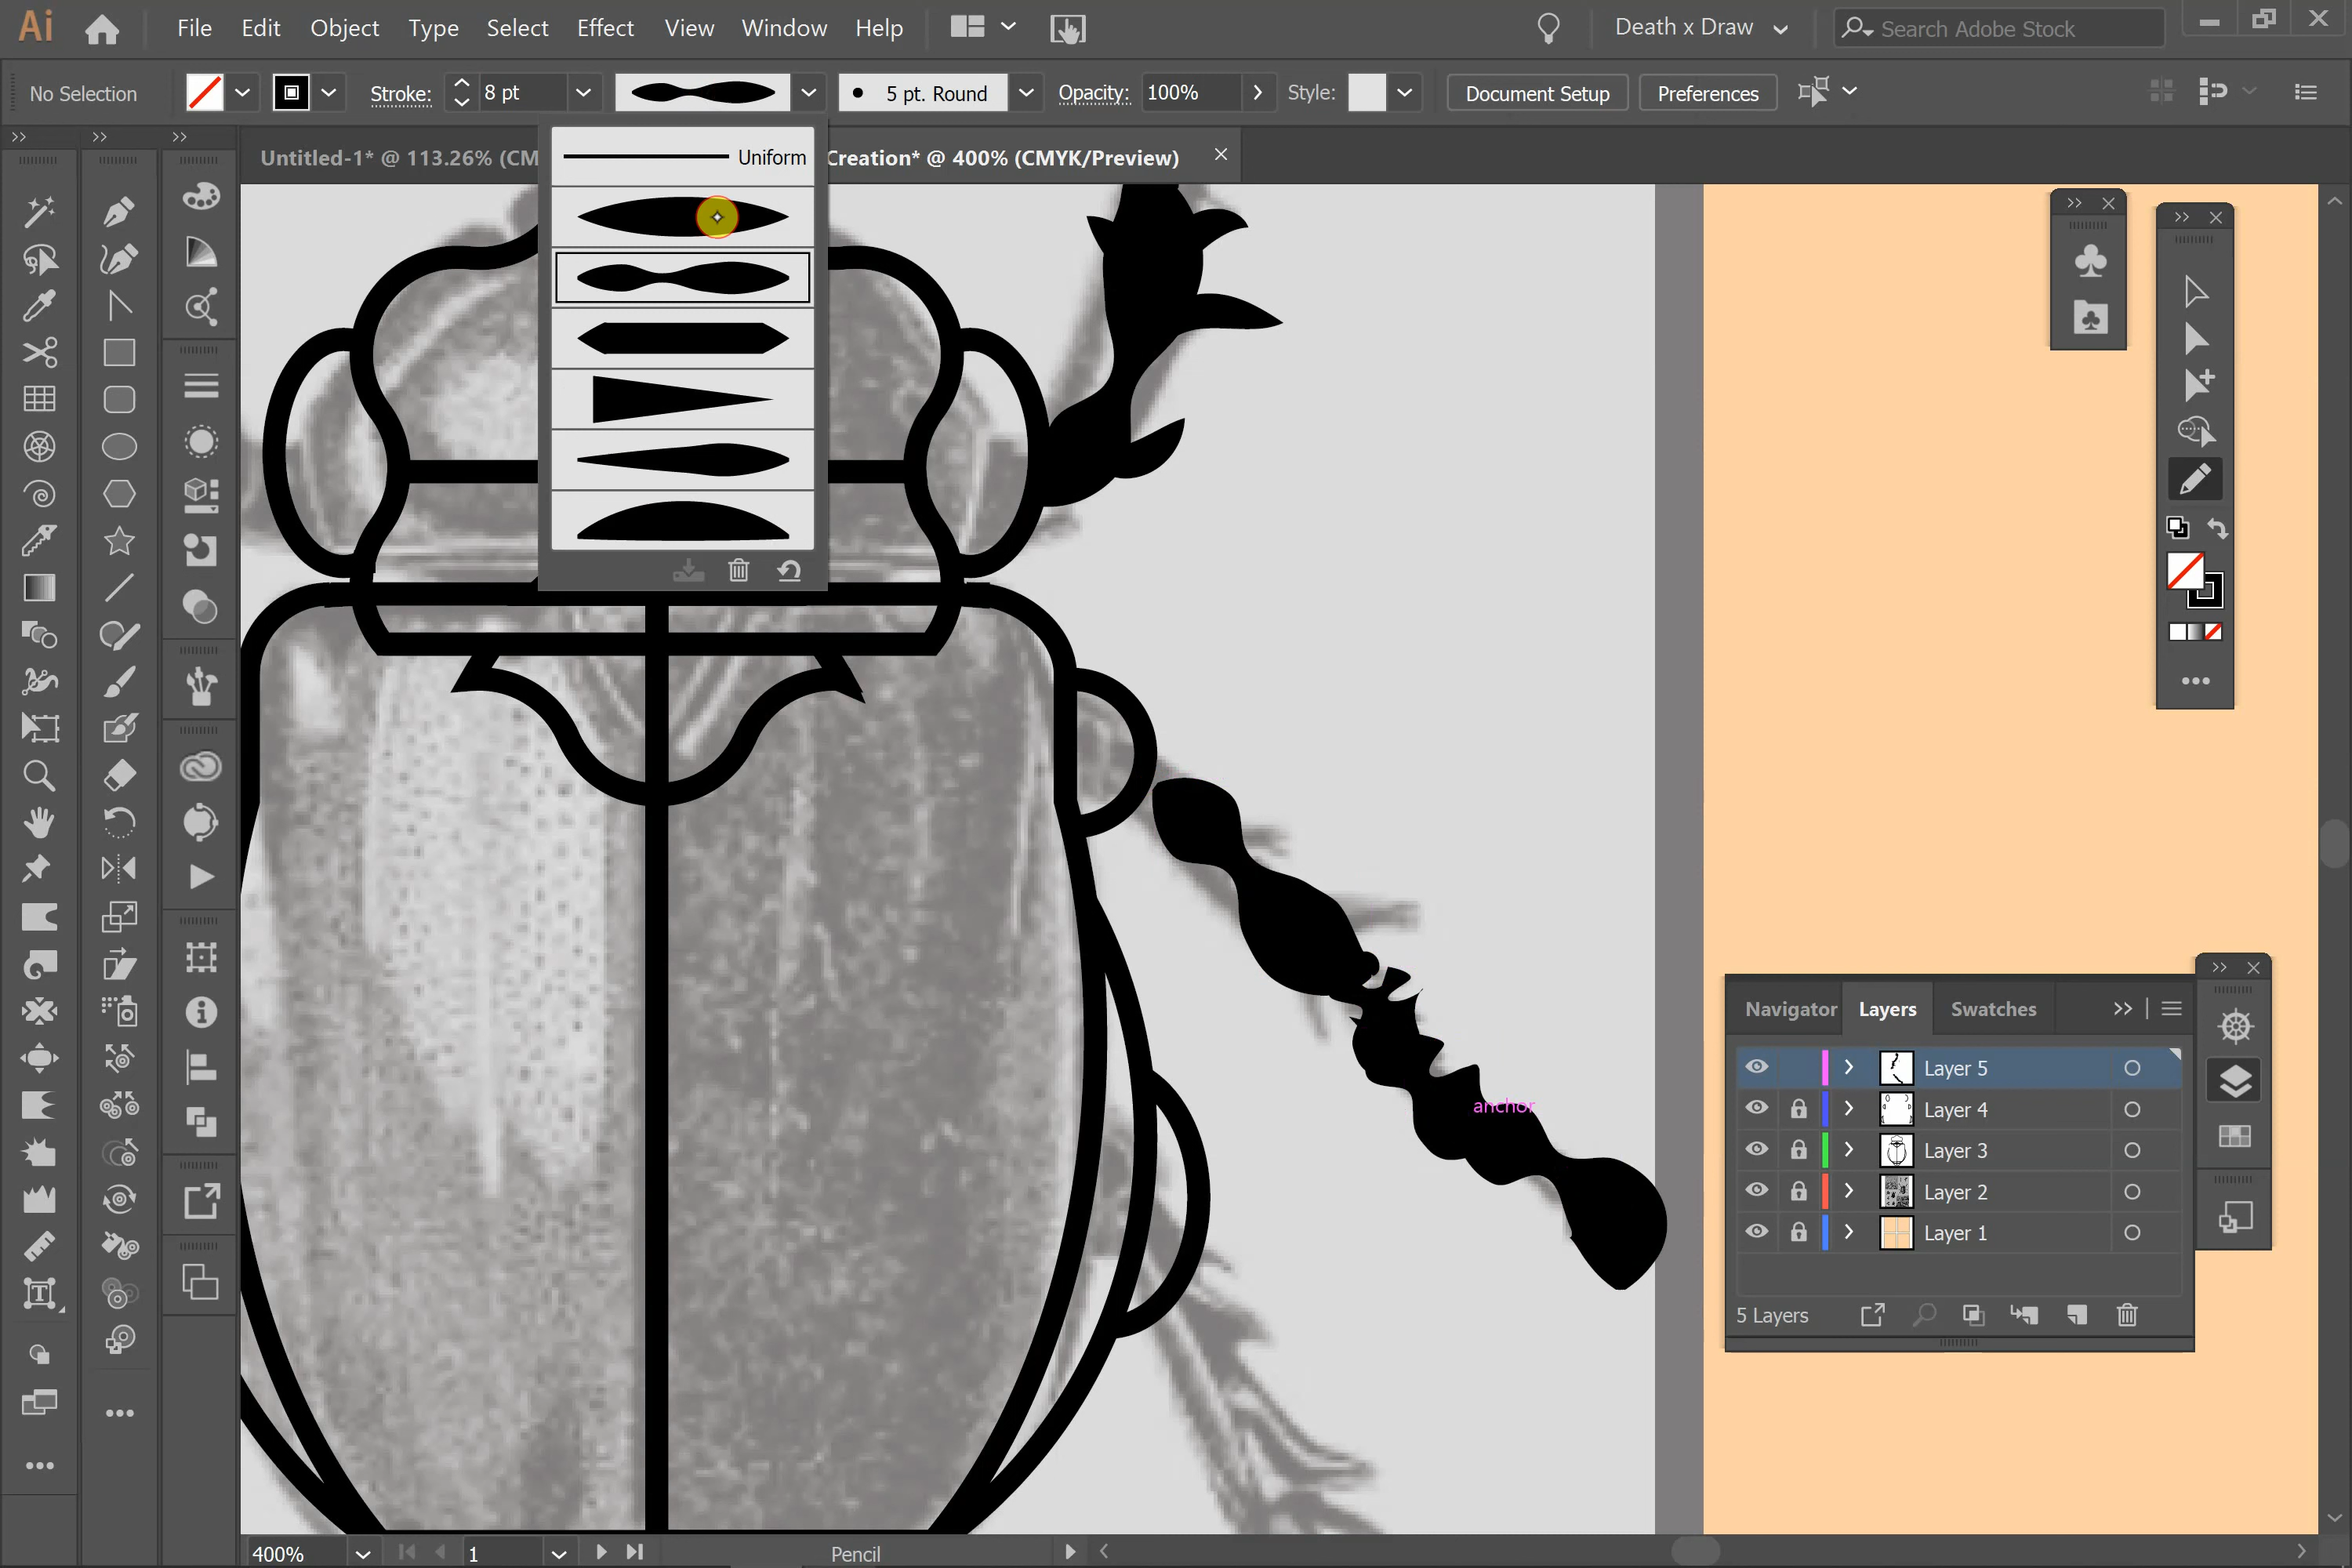 Ai File Edit Object Type Select Effect View Window Help Death x Draw Search Adobe Stock
No Selection Stroke: 8 pt 5 pt. Round Opacity: 100% Style: Document Setup Preferences
Untitled-1* @ 113.26% (CM Creation* @ 400% (CMYK/Preview)
Uniform
anchor
Navigator Layers Swatches
Layer 5
Layer 4
Layer 3
Layer 2
Layer 1
5 Layers
400% 1 Pencil